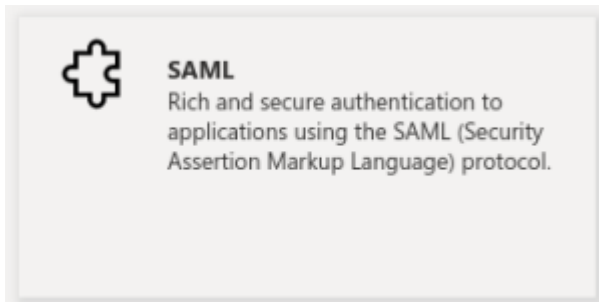 SAML
Rich and secure authentication to
applications using the SAML (Security
Assertion Markup Language) protocol.